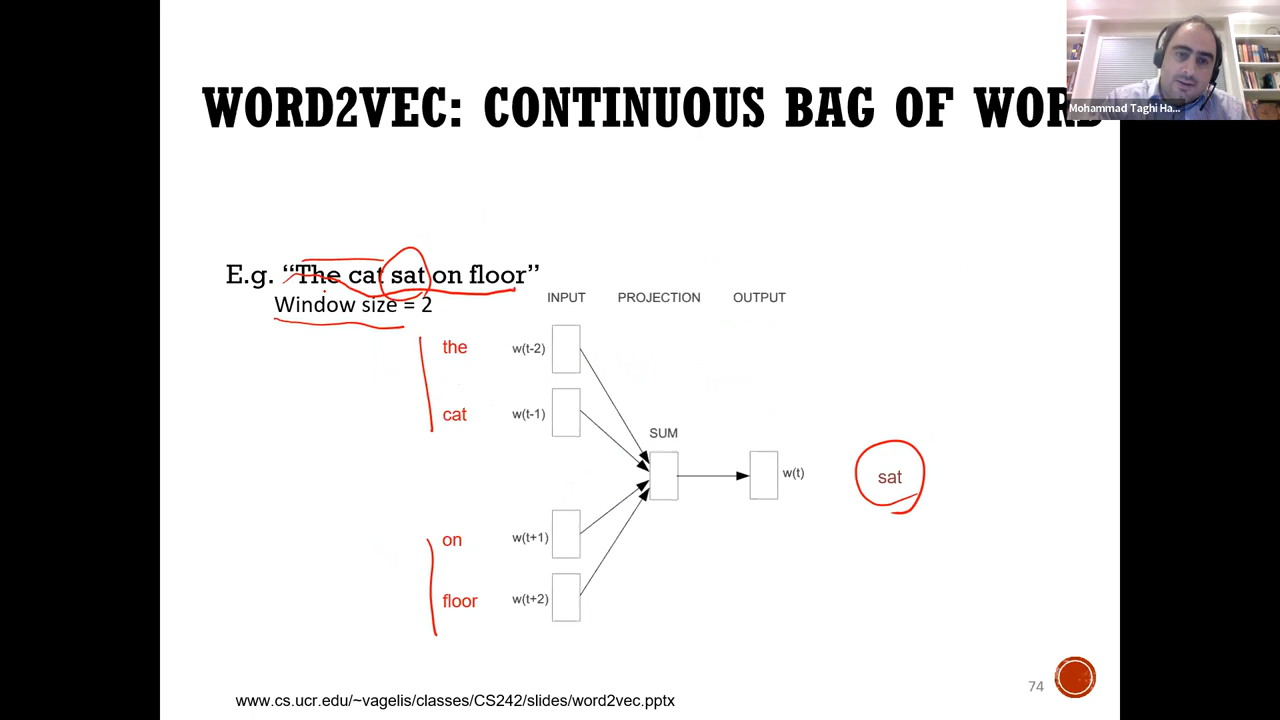 WORD2VEC: CONTINUOUS BAG OF WORD
Mohammad Taghi Ha...
E.g. “The cat sat on floor”
Window size = 2
INPUT PROJECTION OUTPUT
the w(t-2)
cat w(t-1)
SUM
w(t) sat
on w(t+1)
floor w(t+2)
74
www.cs.ucr.edu/~vagelis/classes/CS242/slides/word2vec.pptx